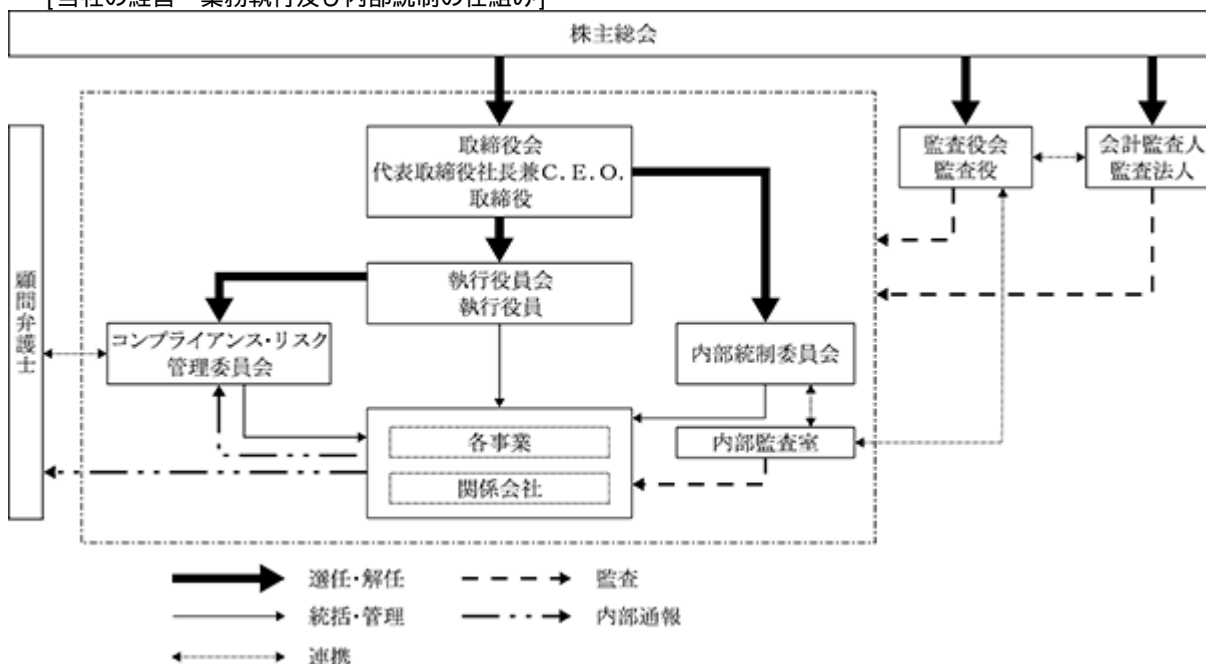 [当社の経営・業務執行及び内部統制の仕組み]
株主総会
取締役会
代表取締役社長兼C.E.O.
取締役
監査役会
監査役
会計監査人
監査法人
執行役員会
執行役員
顧問弁護士
コンプライアンス・リスク
管理委員会
内部統制委員会
各事業
内部監査室
関係会社
選任・解任
監査
統括・管理
内部通報
連携